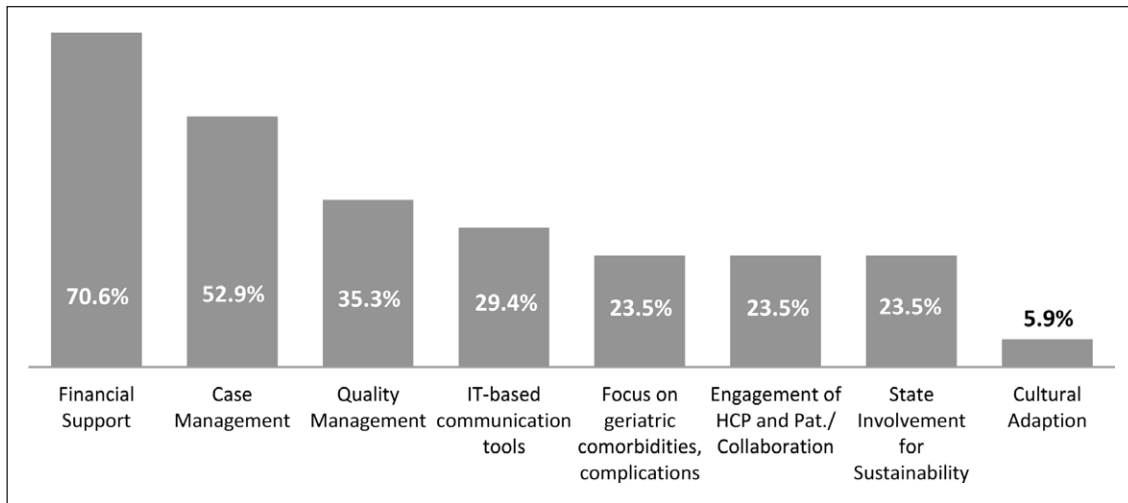 70.6%
52.9%
35.3%
29.4%
23.5%
23.5%
23.5%
5.9%
Financial
Support
Case
Management
Quality
Management
IT-based
communication
tools
Focus on
geriatric
comorbidities,
complications
Engagement of
HCP and Pat./
Collaboration
State
Involvement
for
Sustainability
Cultural
Adaption